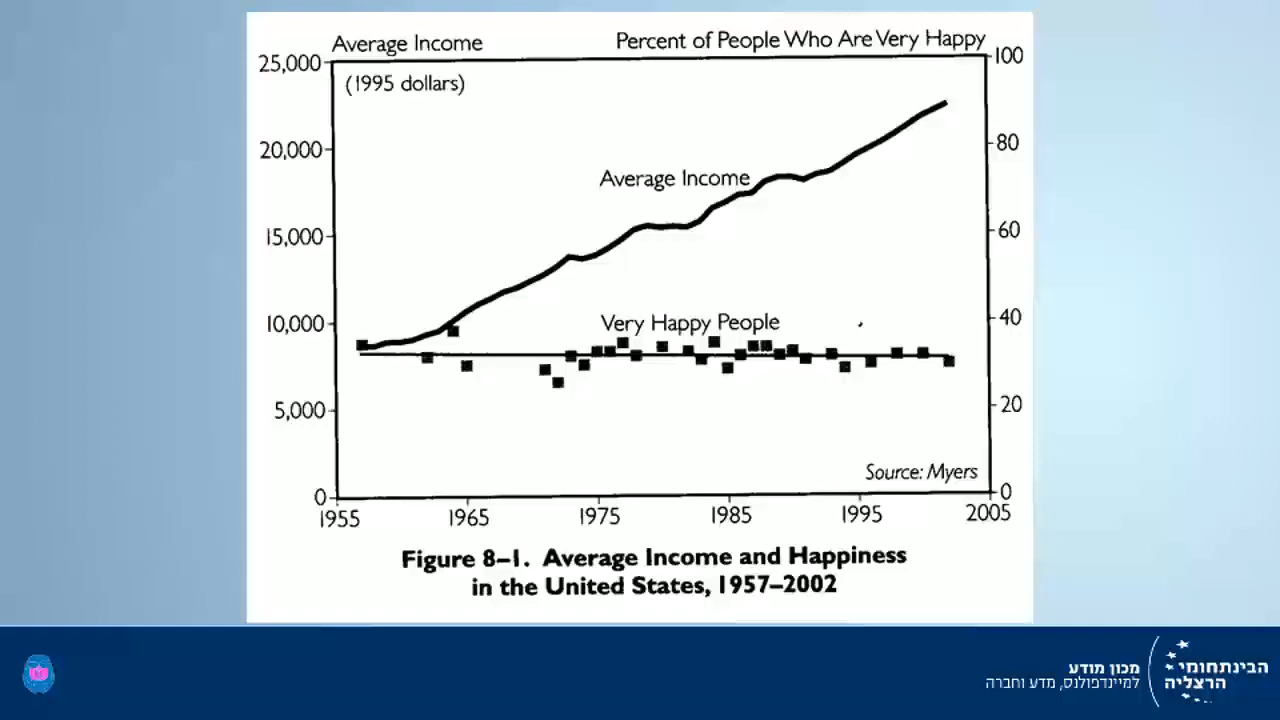 Average Income
Percent of People Who Are Very Happy
(1995 dollars)
25,000
20,000
15,000
10,000
5,000
0
100
80
60
40
20
0
Average Income
Very Happy People
Source: Myers
1955 1965 1975 1985 1995 2005
Figure 8–1. Average Income and Happiness
in the United States, 1957–2002
מכון מודע
למיינדפולנס, מדע וחברה
הבינתחומי
הרצליה